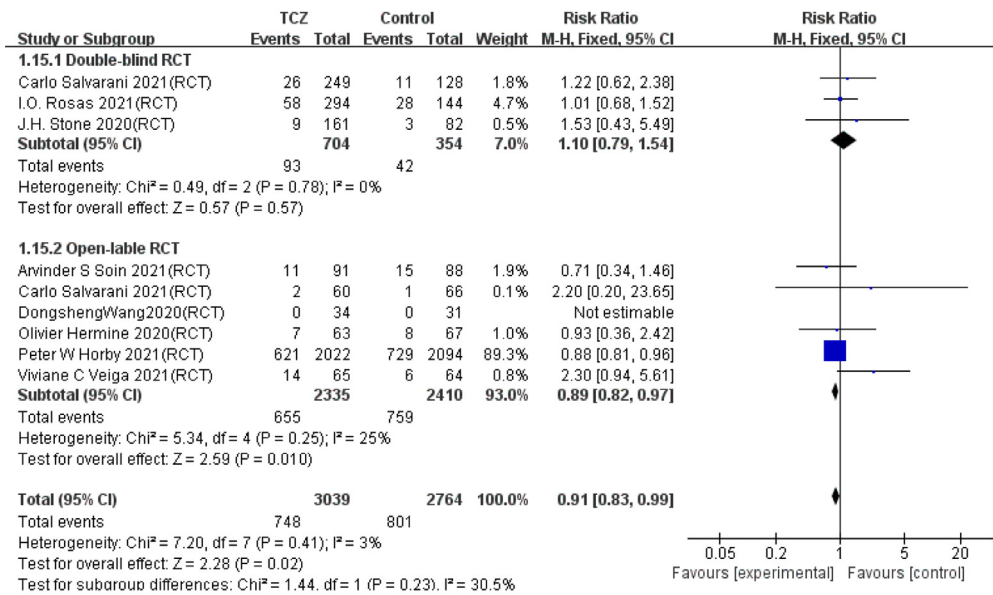 TCZ Control Risk Ratio Risk Ratio
Study or Subgroup Events Total Events Total Weight M-H, Fixed, 95% CI M-H, Fixed, 95% CI
1.15.1 Double-blind RCT
Carlo Salvarani 2021(RCT) 26 249 11 128 1.8% 1.22 [0.62, 2.38]
I.O. Rosas 2021(RCT) 58 294 28 144 4.7% 1.01 [0.68, 1.52]
J.H. Stone 2020(RCT) 9 161 3 82 0.5% 1.53 [0.43, 5.49]
Subtotal (95% CI) 704 354 7.0% 1.10 [0.79, 1.54]
Total events 93 42
Heterogeneity: Chi² = 0.49, df = 2 (P = 0.78); I² = 0%
Test for overall effect: Z = 0.57 (P = 0.57)
1.15.2 Open-lable RCT
Arvinder S Soin 2021(RCT) 11 91 15 88 1.9% 0.71 [0.34, 1.46]
Carlo Salvarani 2021(RCT) 2 60 1 66 0.1% 2.20 [0.20, 23.65]
DongshengWang2020(RCT) 0 34 0 31 Not estimable
Olivier Hermine 2020(RCT) 7 63 8 67 1.0% 0.93 [0.36, 2.42]
Peter W Horby 2021(RCT) 621 2022 729 2094 89.3% 0.88 [0.81, 0.96]
Viviane C Veiga 2021(RCT) 14 65 6 64 0.8% 2.30 [0.94, 5.61]
Subtotal (95% CI) 2335 2410 93.0% 0.89 [0.82, 0.97]
Total events 655 759
Heterogeneity: Chi² = 5.34, df = 4 (P = 0.25); I² = 25%
Test for overall effect: Z = 2.59 (P = 0.010)
Total (95% CI) 3039 2764 100.0% 0.91 [0.83, 0.99]
Total events 748 801
Heterogeneity: Chi² = 7.20, df = 7 (P = 0.41); I² = 3%
Test for overall effect: Z = 2.28 (P = 0.02)
Test for subgroup differences: Chi² = 1.44, df = 1 (P = 0.23), I² = 30.5%
0.05 0.2 1 5 20
Favours [experimental] Favours [control]